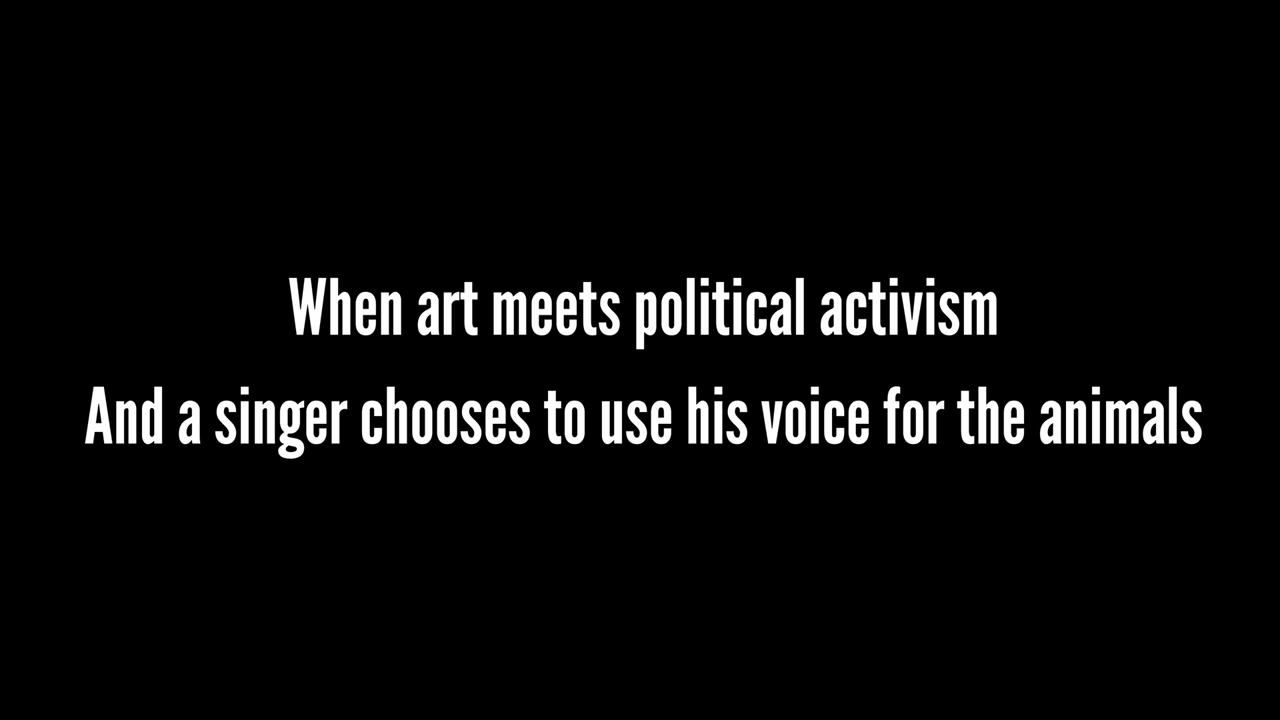 When art meets political activism
And a singer chooses to use his voice for the animals